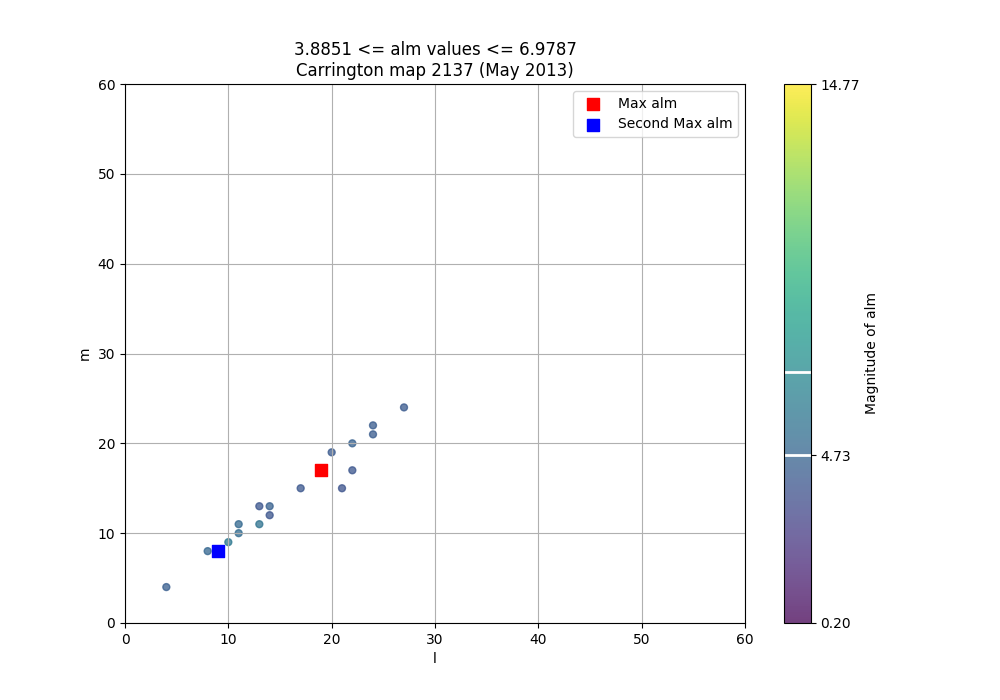 3.8851 <= alm values <= 6.9787
Carrington map 2137 (May 2013)
Max alm
Second Max alm
60
50
40
30
20
10
0
m
0 10 20 30 40 50 60
l
14.77
4.73
0.20
Magnitude of alm